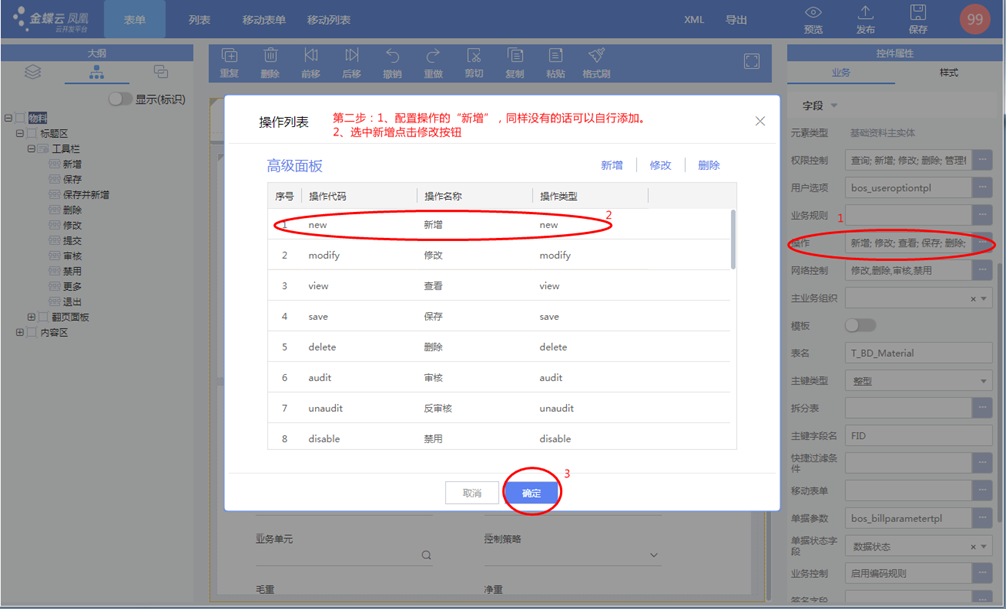 金蝶云 凤凰
云开发平台
表单
列表
移动表单
移动列表
XML
导出
预览
发布
保存
99
大纲
显示(标识)
物料
标题区
工具栏
新增
保存
保存并新增
删除
修改
提交
审核
禁用
更多
退出
翻页面板
内容区
重复
删除
前移
后移
撤销
重做
剪切
复制
粘贴
格式刷
操作列表
第二步：1、配置操作的“新增”，同样没有的话可以自行添加。
2、选中新增点击修改按钮
高级面板
新增
修改
删除
序号 操作代码 操作名称 操作类型
1 new 新增 new
2
2 modify 修改 modify
3 view 查看 view
4 save 保存 save
5 delete 删除 delete
6 audit 审核 audit
7 unaudit 反审核 unaudit
8 disable 禁用 disable
取消
确定
3
业务单元
控制策略
毛重
净重
控件属性
业务
样式
字段
元素类型 基础资料主实体
权限控制 查询; 新增; 修改; 删除; 管理
用户选项 bos_useroptiontpl
业务规则
1
操作 新增; 修改; 查看; 保存; 删除;
网络控制 修改,删除,审核,禁用
主业务组织
模板
表名 T_BD_Material
主键类型 整型
拆分表
主键字段名 FID
快捷过滤条
件
移动表单
单据参数 bos_billparametertpl
单据状态字
段 数据状态
业务控制 启用编码规则
签名字段